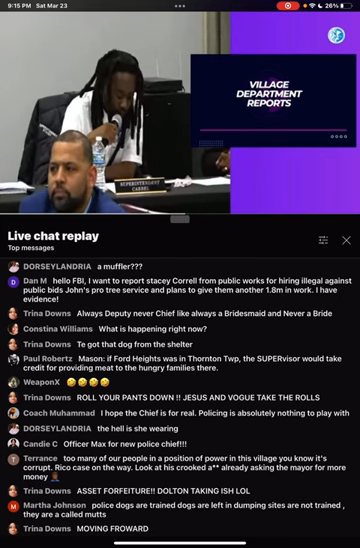 9:15 PM Sat Mar 23
26%
VILLAGE
DEPARTMENT
REPORTS
SUPERINTENDENT
Live chat replay
Top messages
DORSEYLANDRIA a muffler???
D Dan M hello FBI, I want to report stacey Correll from public works for hiring illegal against
public bids John's pro tree service and plans to give them another 1.8m in work. I have
evidence!
Trina Downs Always Deputy never Chief like always a Bridesmaid and Never a Bride
Constina Williams What is happening right now?
Trina Downs Te got that dog from the shelter
Paul Robertz Mason: if Ford Heights was in Thornton Twp, the SUPERvisor would take
credit for providing meat to the hungry families there.
WeaponX 🤣🤣🤣🤣
Trina Downs ROLL YOUR PANTS DOWN !! JESUS AND VOGUE TAKE THE ROLLS
Coach Muhammad I hope the Chief is for real. Policing is absolutely nothing to play with
DORSEYLANDRIA the hell is she wearing
Candie C Officer Max for new police chief!!!
T Terrance too many of our people in a position of power in this village you know it's
corrupt. Rico case on the way. Look at his crooked a** already asking the mayor for more
money
Trina Downs ASSET FORFEITURE!! DOLTON TAKING ISH LOL
M Martha Johnson police dogs are trained dogs are left in dumping sites are not trained ,
they are a called mutts
Trina Downs MOVING FROWARD